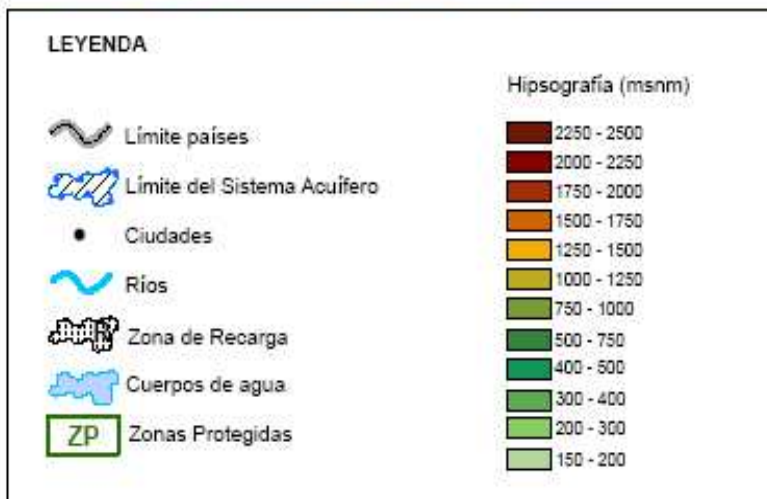 LEYENDA
Límite países
Límite del Sistema Acuífero
Ciudades
Ríos
Zona de Recarga
Cuerpos de agua
ZP Zonas Protegidas
Hipsografía (msnm)
2250 - 2500
2000 - 2250
1750 - 2000
1500 - 1750
1250 - 1500
1000 - 1250
750 - 1000
500 - 750
400 - 500
300 - 400
200 - 300
150 - 200